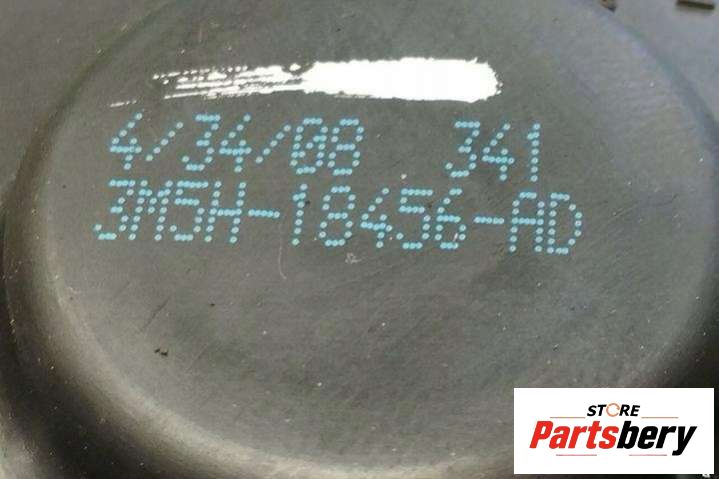 4/34/08 341
3M5H-18456-AD
STORE
Partsbery